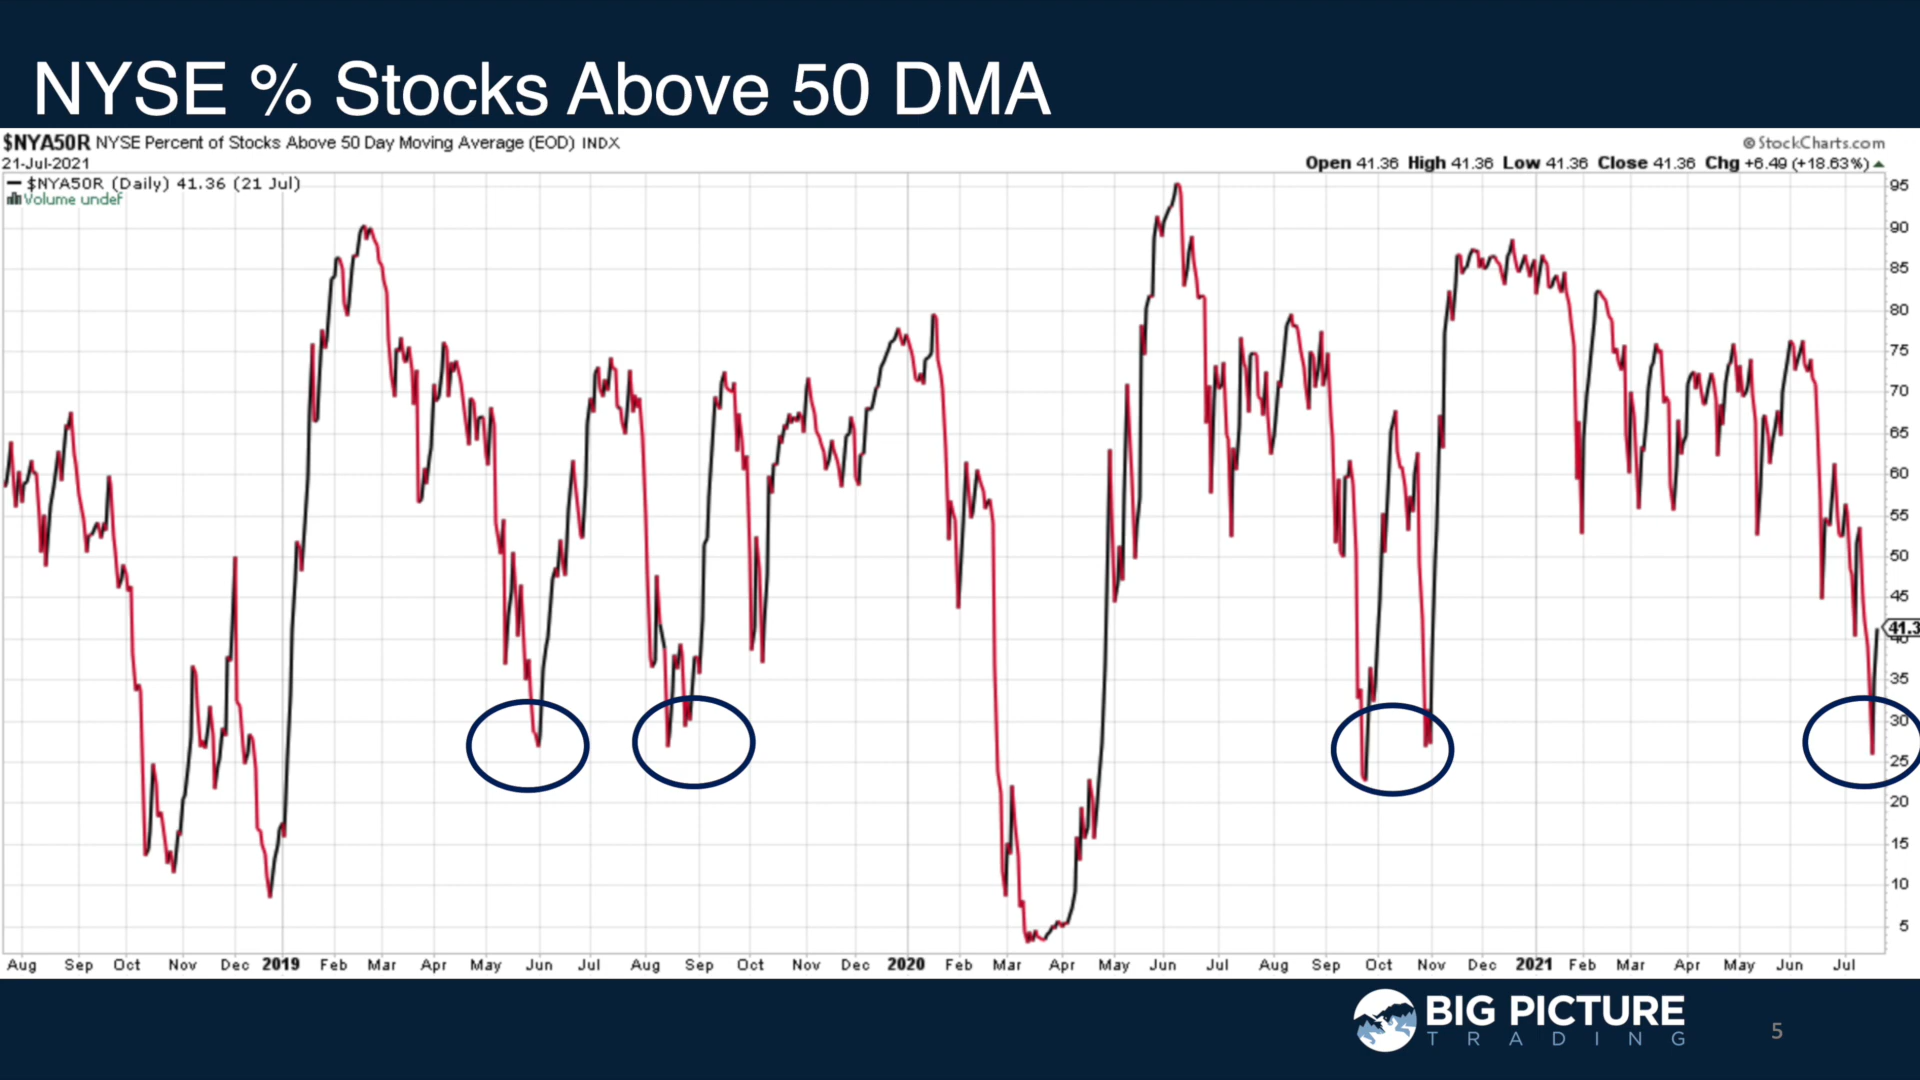 NYSE % Stocks Above 50 DMA
$NYA50R NYSE Percent of Stocks Above 50 Day Moving Average (EOD) INDX
© StockCharts.com
21-Jul-2021
Open 41.36 High 41.36 Low 41.36 Close 41.36 Chg +6.49 (+18.63%)
$NYA50R (Daily) 41.36 (21 Jul)
Volume undef
95
90
85
80
75
70
65
60
55
50
45
41.3
40
35
30
25
20
15
10
5
Aug Sep Oct Nov Dec 2019 Feb Mar Apr May Jun Jul Aug Sep Oct Nov Dec 2020 Feb Mar Apr May Jun Jul Aug Sep Oct Nov Dec 2021 Feb Mar Apr May Jun Jul
BIG PICTURE
TRADING
5